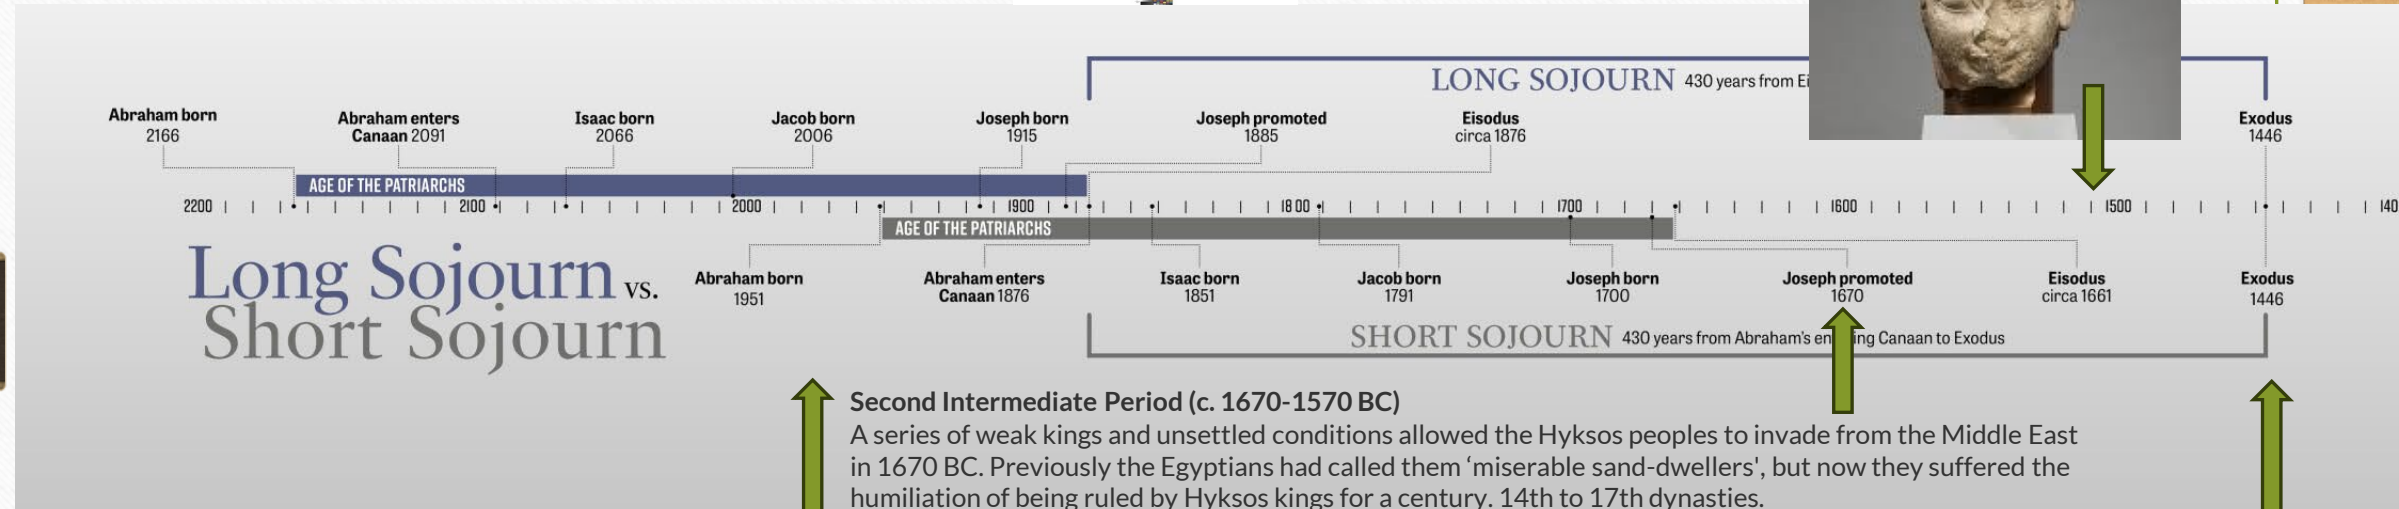 LONG SOJOURN 430 years from Ei
Abraham born
2166
Abraham enters
Canaan 2091
Isaac born
2066
Jacob born
2006
Joseph born
1915
Joseph promoted
1885
Eisodus
circa 1876
Exodus
1446
AGE OF THE PATRIARCHS
2200 2100 2000 1900 1800 1700 1600 1500 140
AGE OF THE PATRIARCHS
Long Sojourn vs.
Short Sojourn
Abraham born
1951
Abraham enters
Canaan 1876
Isaac born
1851
Jacob born
1791
Joseph born
1700
Joseph promoted
1670
Eisodus
circa 1661
Exodus
1446
SHORT SOJOURN 430 years from Abraham's en ing Canaan to Exodus
Second Intermediate Period (c. 1670-1570 BC)
A series of weak kings and unsettled conditions allowed the Hyksos peoples to invade from the Middle East
in 1670 BC. Previously the Egyptians had called them ‘miserable sand-dwellers', but now they suffered the
humiliation of being ruled by Hyksos kings for a century. 14th to 17th dynasties.